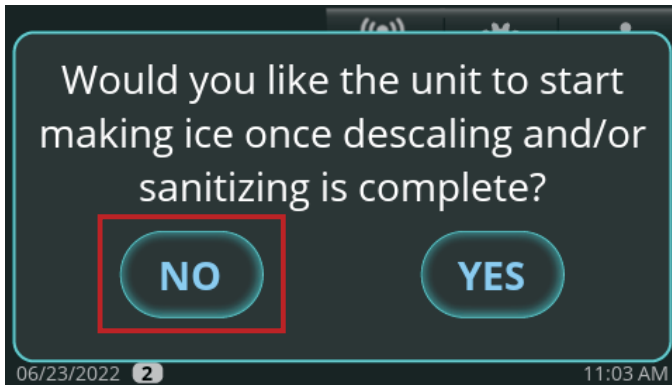 Would you like the unit to start
making ice once descaling and/or
sanitizing is complete?
NO YES
06/23/2022 2 11:03 AM